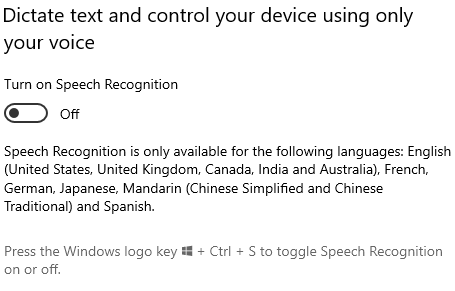 Dictate text and control your device using only
your voice
Turn on Speech Recognition
Off
Speech Recognition is only available for the following languages: English
(United States, United Kingdom, Canada, India and Australia), French,
German, Japanese, Mandarin (Chinese Simplified and Chinese
Traditional) and Spanish.
Press the Windows logo key + Ctrl + S to toggle Speech Recognition
on or off.